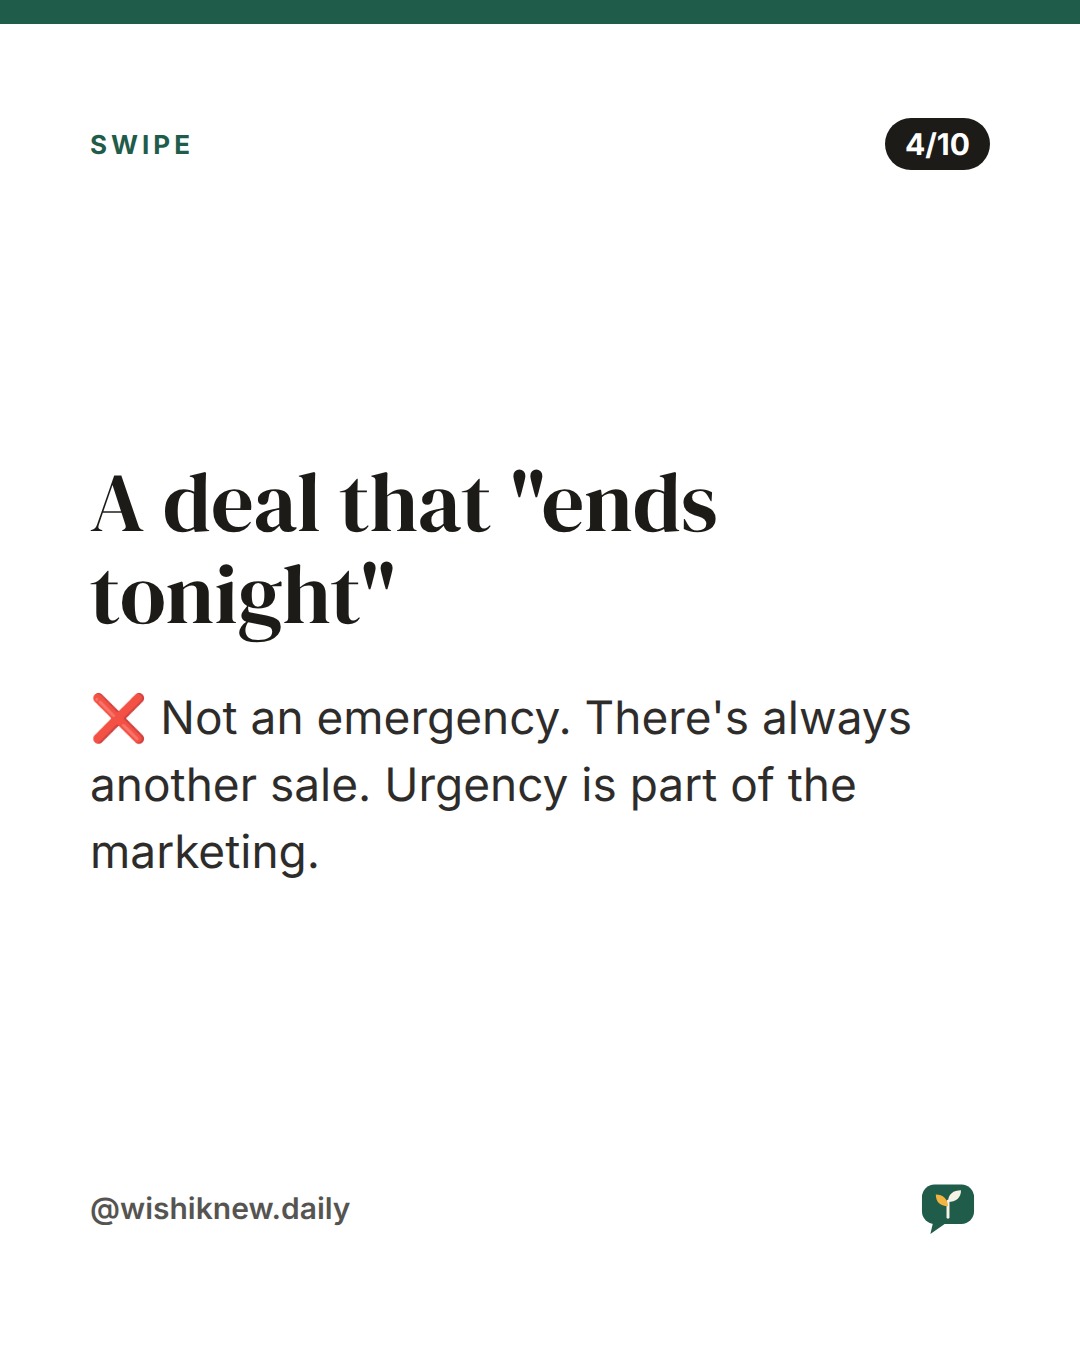 SWIPE
4/10
A deal that "ends
tonight"
❌ Not an emergency. There's always
another sale. Urgency is part of the
marketing.
@wishiknew.daily